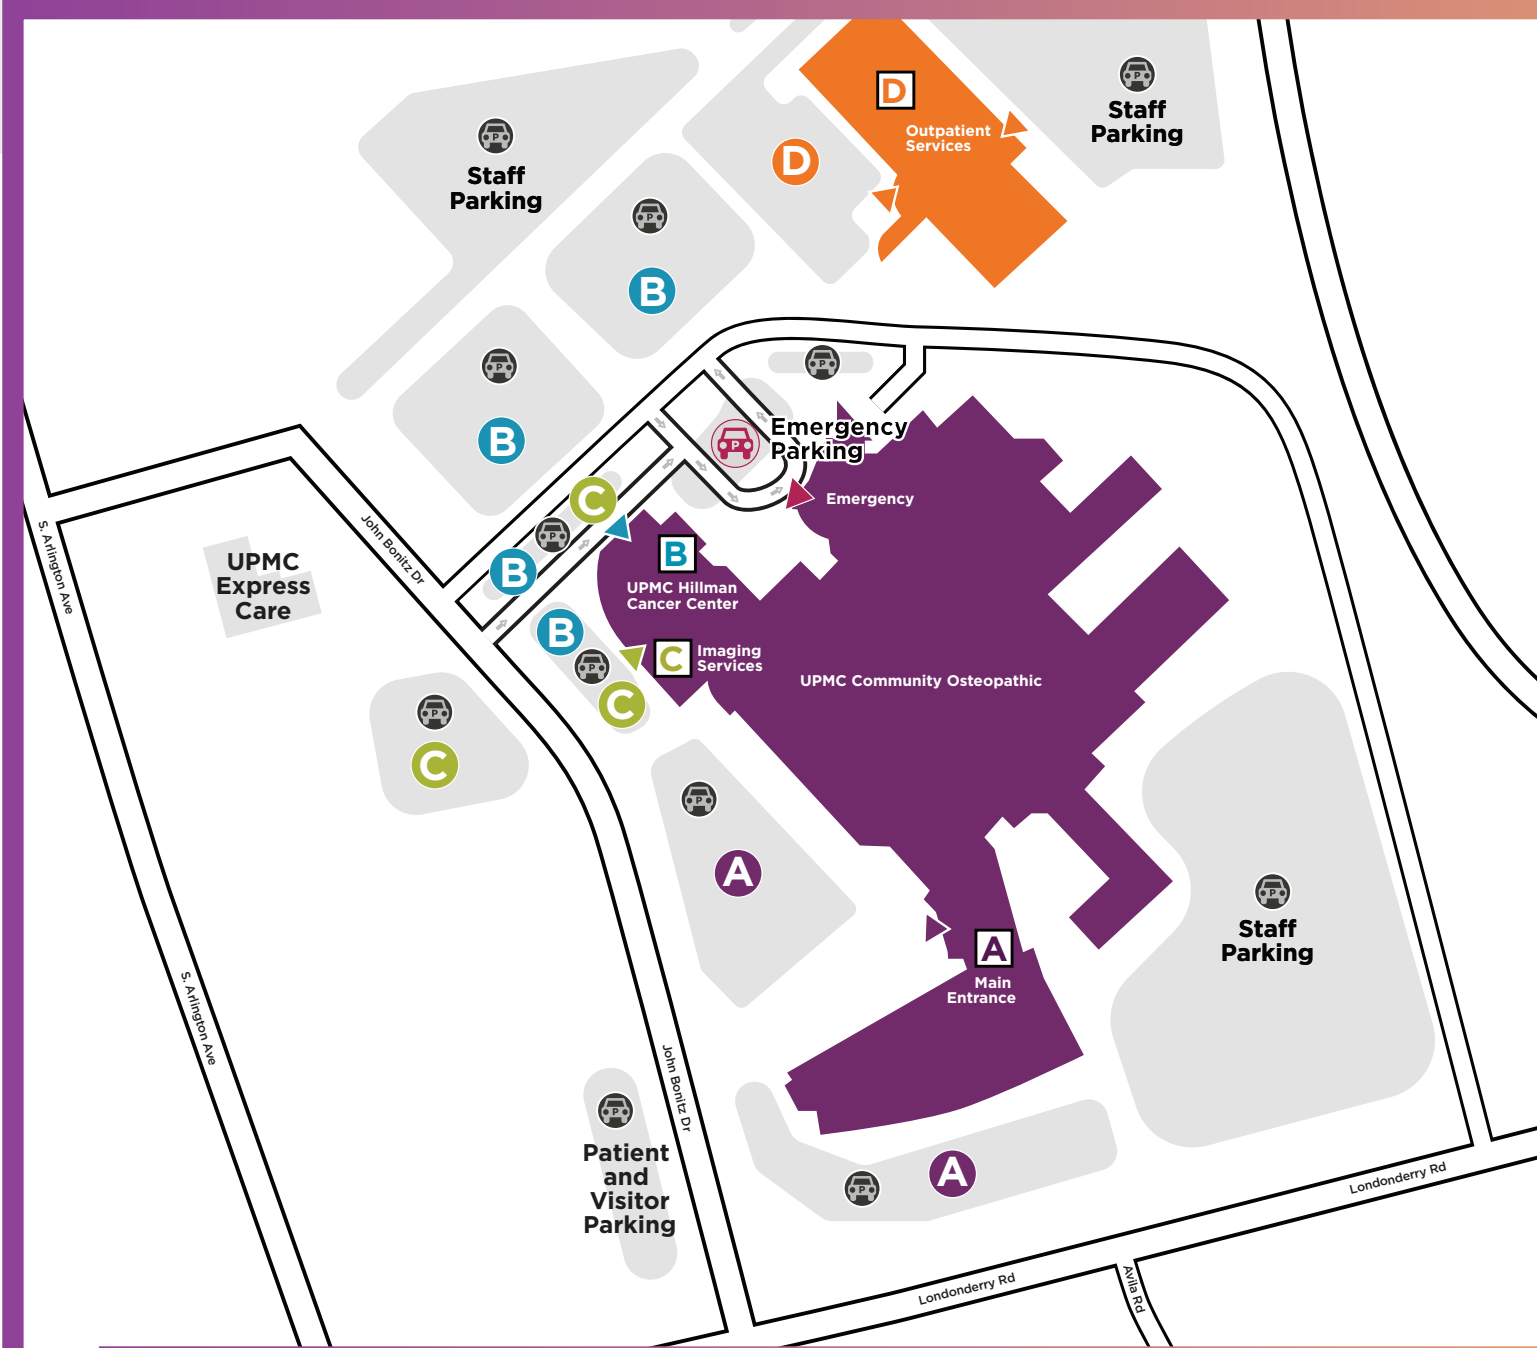 D
Outpatient
Services
Staff
Parking
P
Staff
Parking
P
D
P
B
P
B
P
Emergency
Parking
P
Emergency
C
P
B
B
UPMC Hillman
Cancer Center
B
P
C
C
Imaging
Services
UPMC Community Osteopathic
John Bonitz Dr
S. Arlington Ave
UPMC
Express
Care
P
C
P
A
A
Main
Entrance
P
Staff
Parking
S. Arlington Ave
John Bonitz Dr
P
Patient
and
Visitor
Parking
P
A
Londonderry Rd
Londonderry Rd
Avila Rd